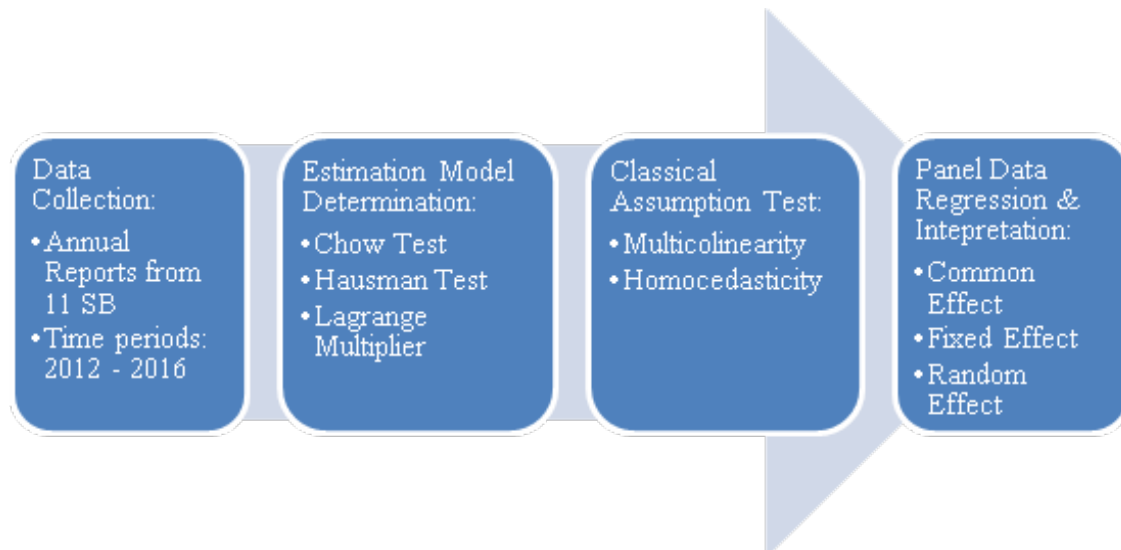 Data
Collection:
•Annual
Reports from
11 SB
•Time periods:
2012 - 2016
Estimation Model
Determination:
•Chow Test
•Hausman Test
•Lagrange
Multiplier
Classical
Assumption Test:
•Multicolinearity
•Homocedasticity
Panel Data
Regression &
Intepretation:
•Common
Effect
•Fixed Effect
•Random
Effect